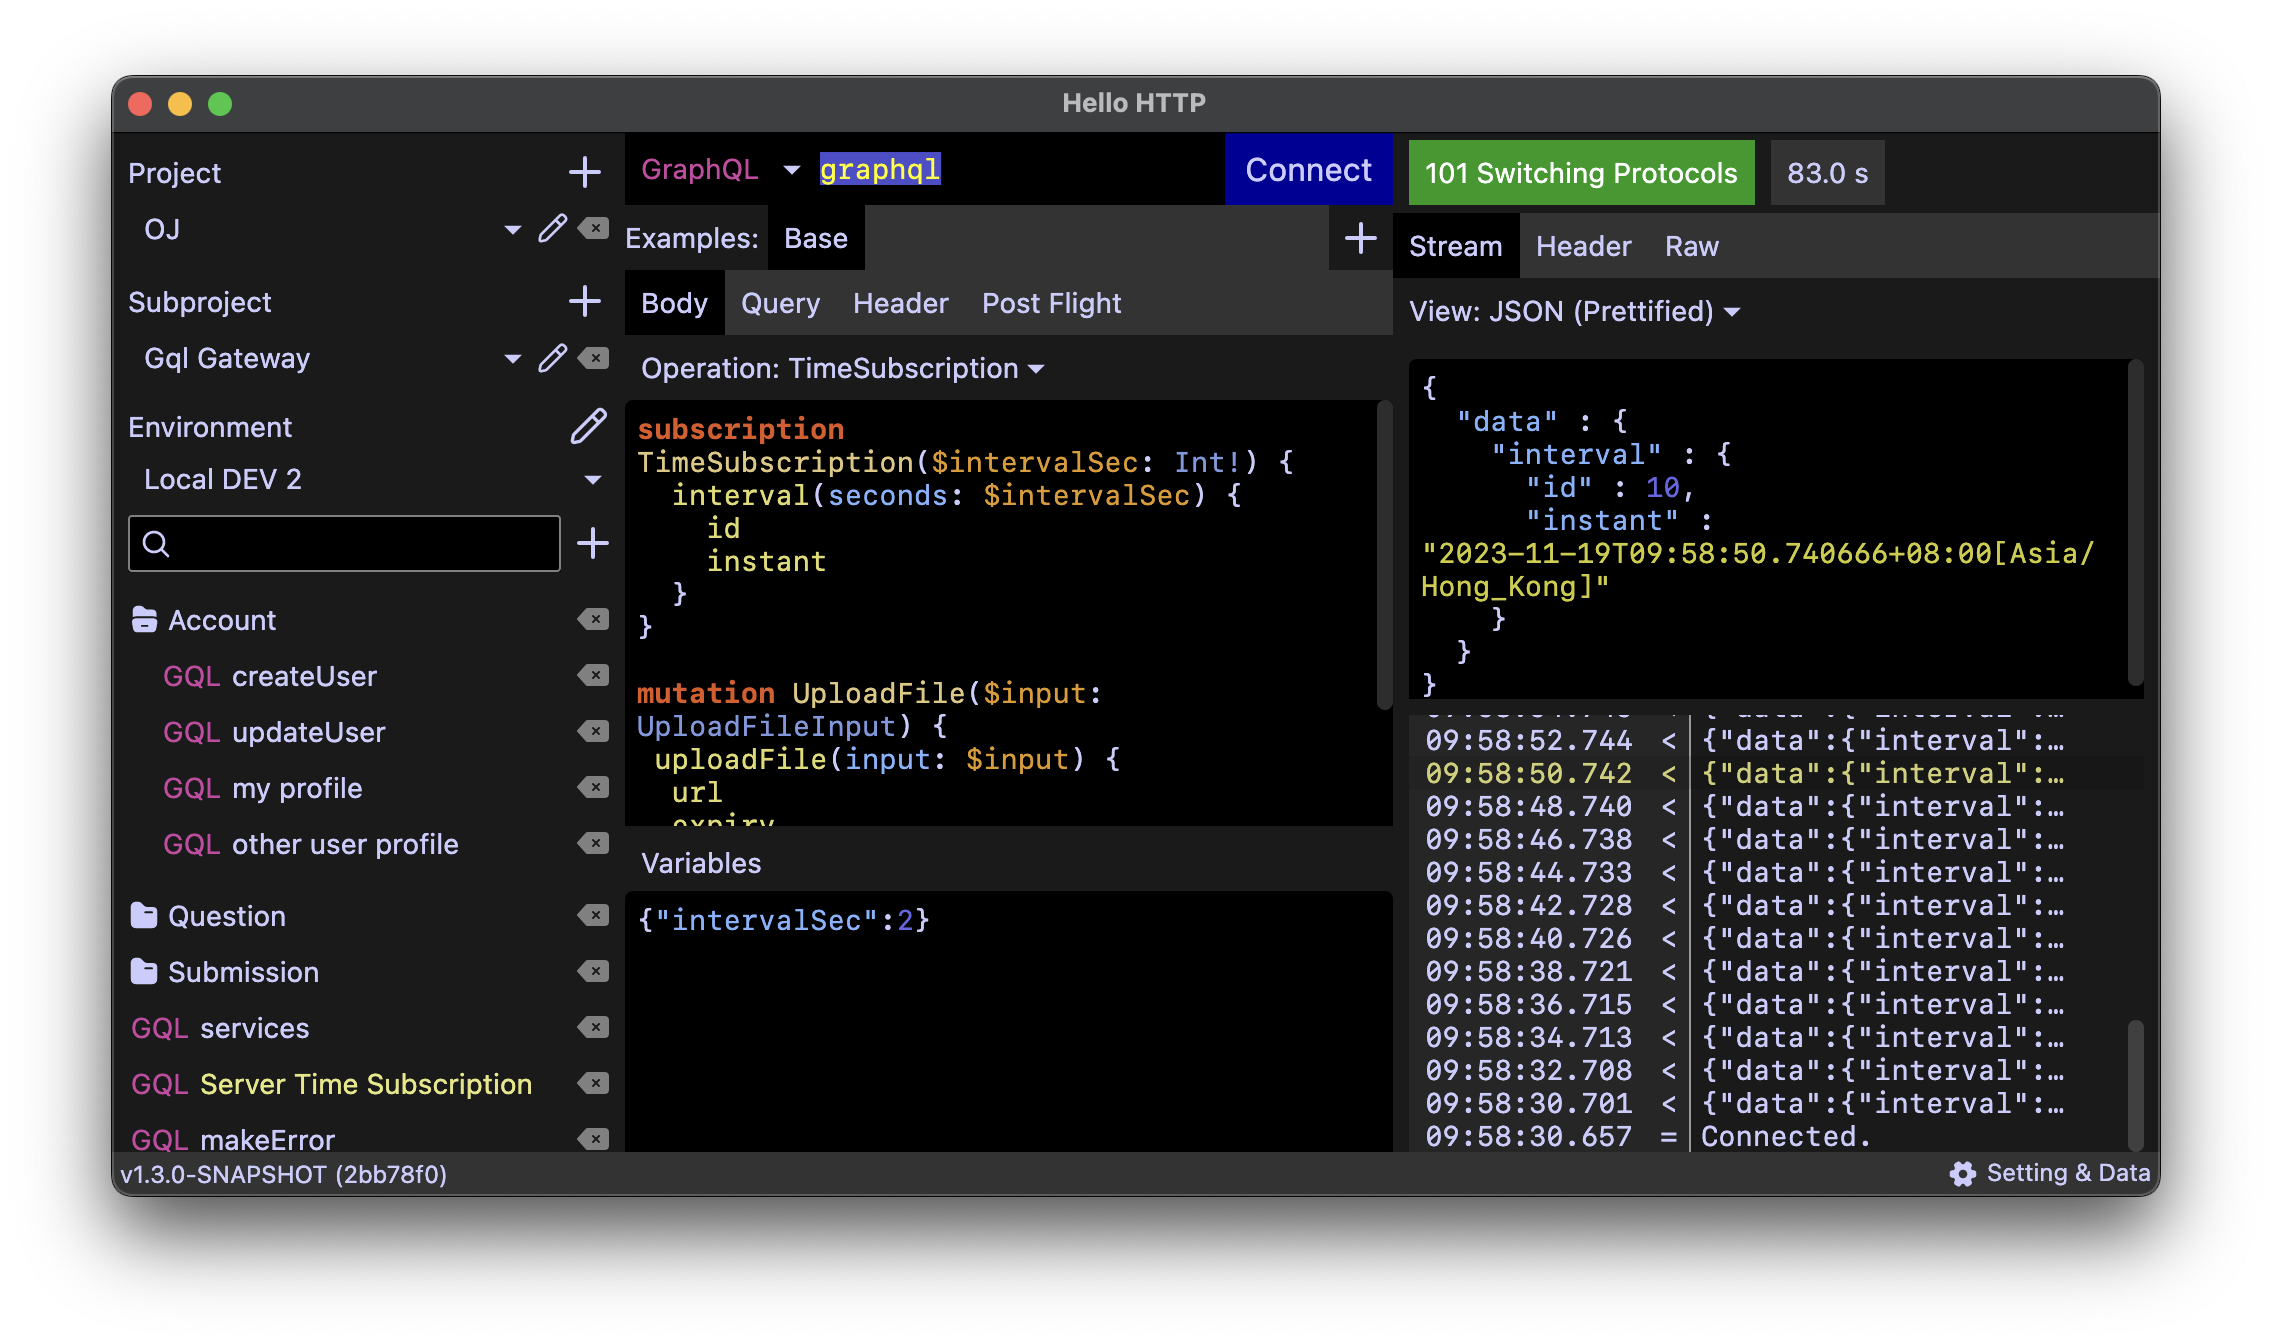 Hello HTTP
Project
OJ
Subproject
Gql Gateway
Environment
Local DEV 2
Account
GQL createUser
GQL updateUser
GQL my profile
GQL other user profile
Question
Submission
GQL services
GQL Server Time Subscription
GQL makeError
GraphQL graphql Connect
Examples: Base
Body Query Header Post Flight
Operation: TimeSubscription
subscription
TimeSubscription($intervalSec: Int!) {
interval(seconds: $intervalSec) {
id
instant
}
}
mutation UploadFile($input:
UploadFileInput) {
uploadFile(input: $input) {
url
expiry
Variables
{"intervalSec":2}
101 Switching Protocols 83.0 s
Stream Header Raw
View: JSON (Prettified)
{
"data" : {
"interval" : {
"id" : 10,
"instant" :
"2023-11-19T09:58:50.740666+08:00[Asia/
Hong_Kong]"
}
}
}
09:58:52.744 < {"data":{"interval":…
09:58:50.742 < {"data":{"interval":…
09:58:48.740 < {"data":{"interval":…
09:58:46.738 < {"data":{"interval":…
09:58:44.733 < {"data":{"interval":…
09:58:42.728 < {"data":{"interval":…
09:58:40.726 < {"data":{"interval":…
09:58:38.721 < {"data":{"interval":…
09:58:36.715 < {"data":{"interval":…
09:58:34.713 < {"data":{"interval":…
09:58:32.708 < {"data":{"interval":…
09:58:30.701 < {"data":{"interval":…
09:58:30.657 = Connected.
v1.3.0-SNAPSHOT (2bb78f0)
Setting & Data